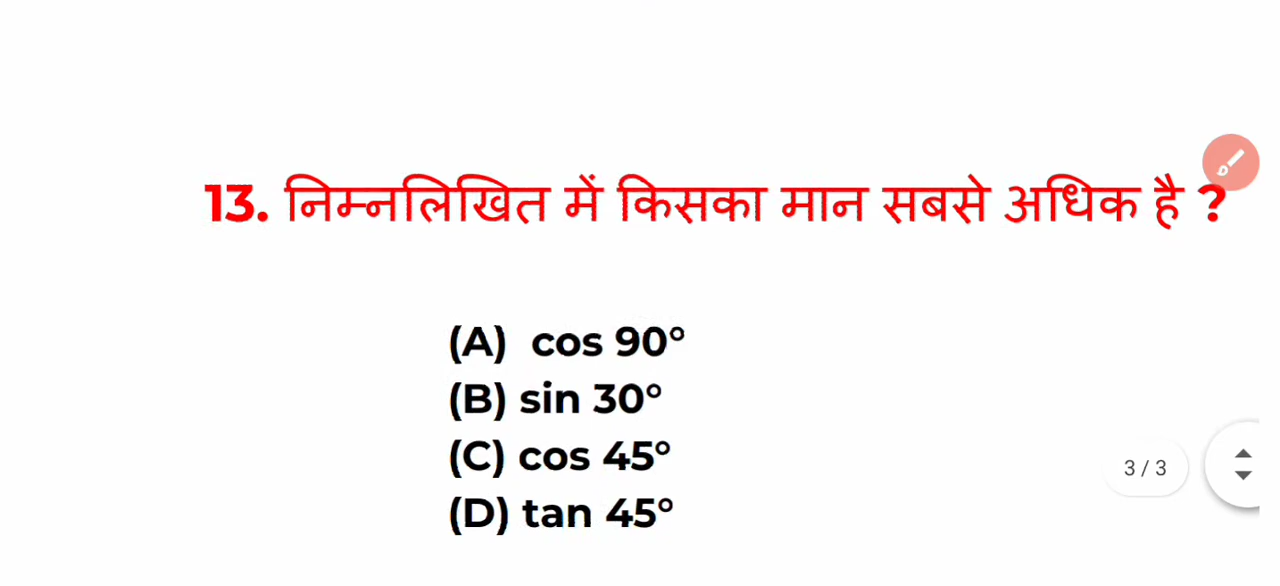 13. निम्नलिखित में किसका मान सबसे अधिक है ?
(A) cos 90°
(B) sin 30°
(C) cos 45°
(D) tan 45°
3 / 3